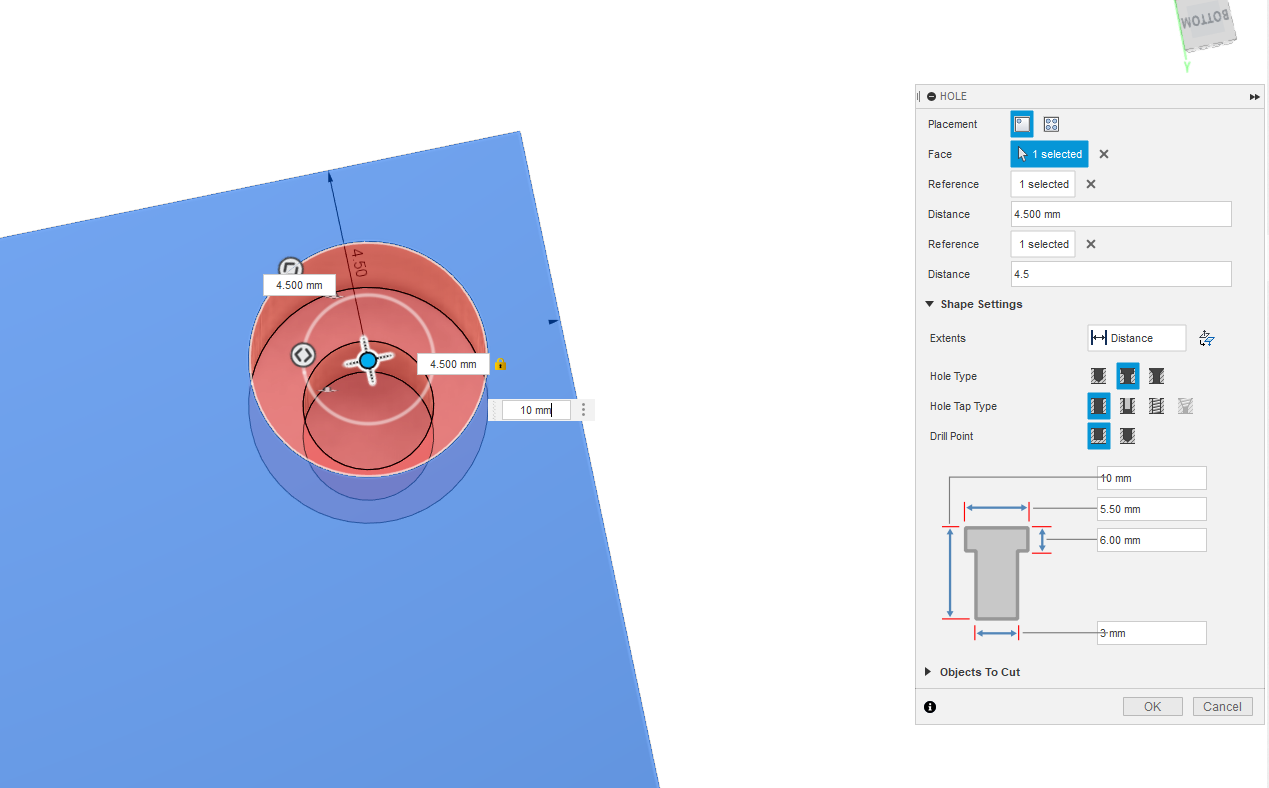 BOTTOM
Y
HOLE
Placement
Face 1 selected
Reference 1 selected
Distance 4.500 mm
Reference 1 selected
Distance 4.5
Shape Settings
Extents Distance
Hole Type
Hole Tap Type
Drill Point
10 mm
5.50 mm
6.00 mm
3 mm
Objects To Cut
OK Cancel
4.50
4.500 mm
4.500 mm
10 mm